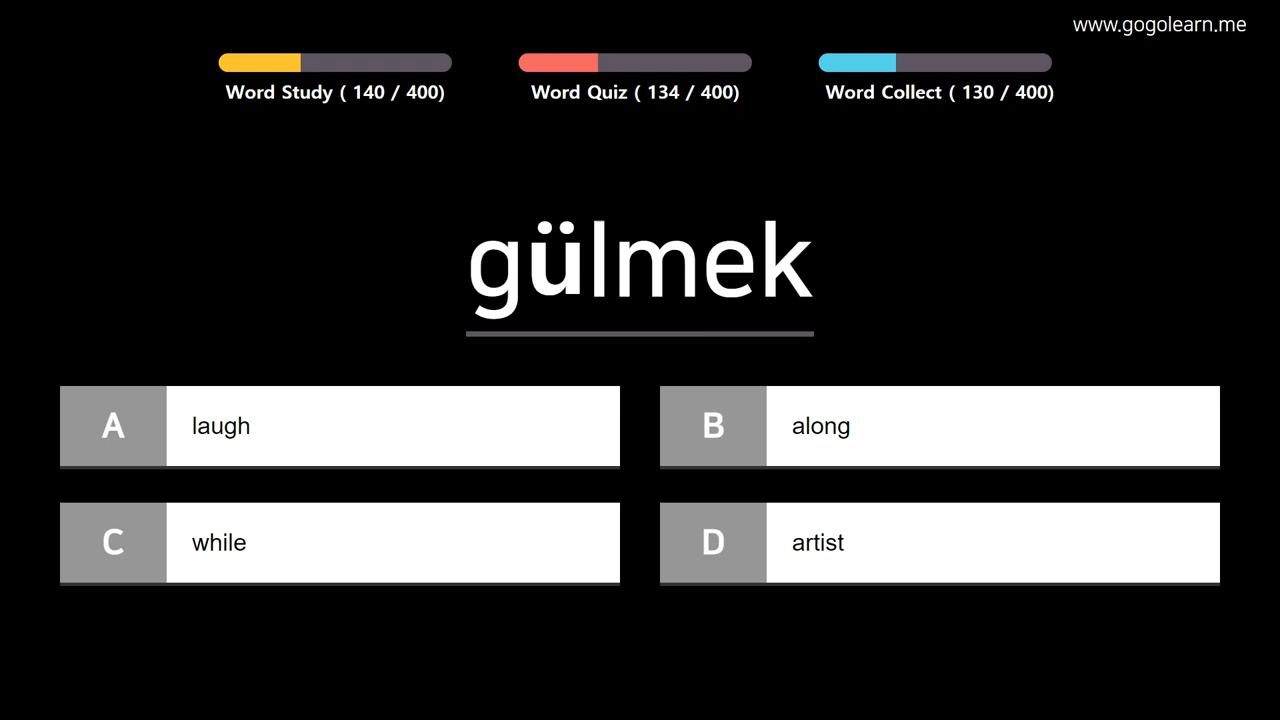 www.gogolearn.me
Word Study ( 140 / 400)
Word Quiz ( 134 / 400)
Word Collect ( 130 / 400)
gülmek
A laugh
B along
C while
D artist